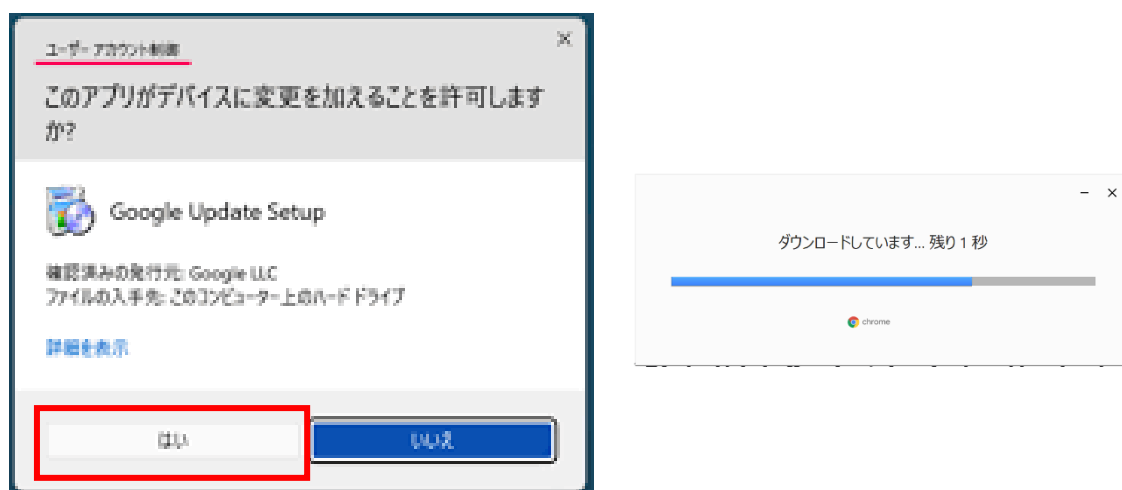 ユーザー アカウント制御
このアプリがデバイスに変更を加えることを許可します
か?
Google Update Setup
確認済みの発行元: Google LLC
ファイルの入手先: このコンピューター上のハード ドライブ
詳細を表示
はい
いいえ
ダウンロードしています... 残り 1 秒
chrome